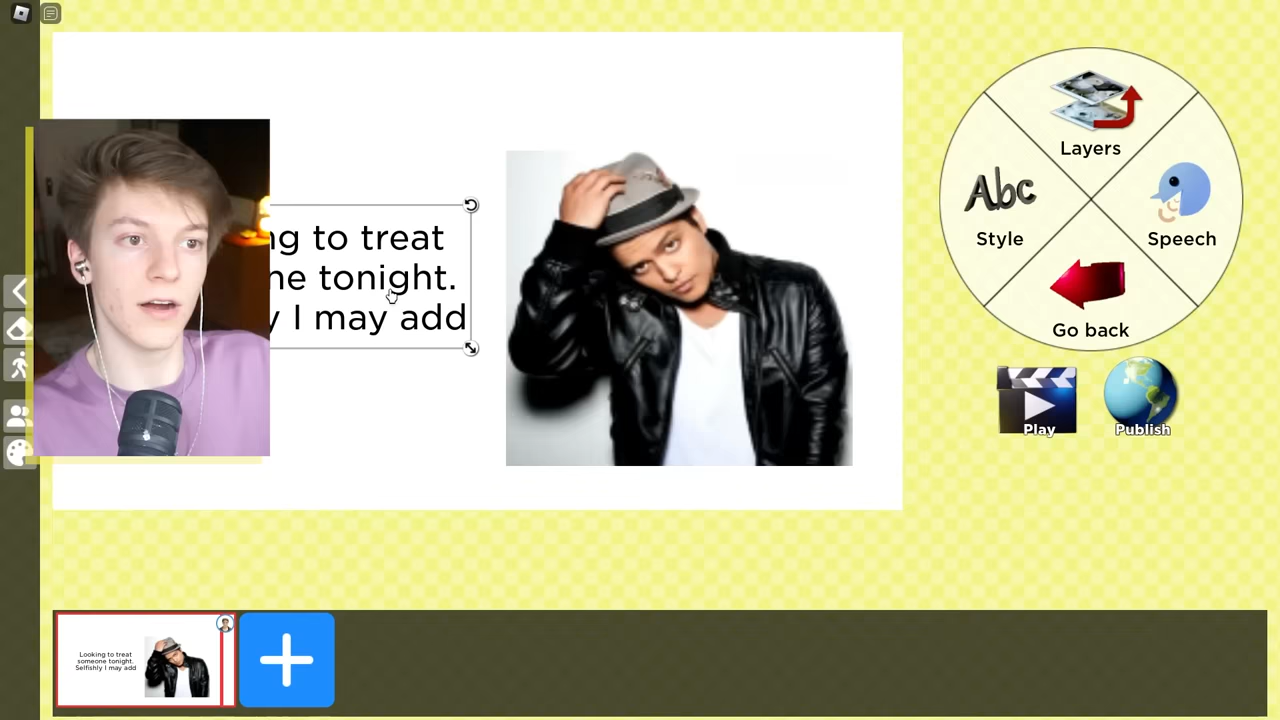 ng to treat
ne tonight.
y I may add
Layers
Abc
Style
Speech
Go back
Play
Publish
Looking to treat
someone tonight.
Selfishly I may add